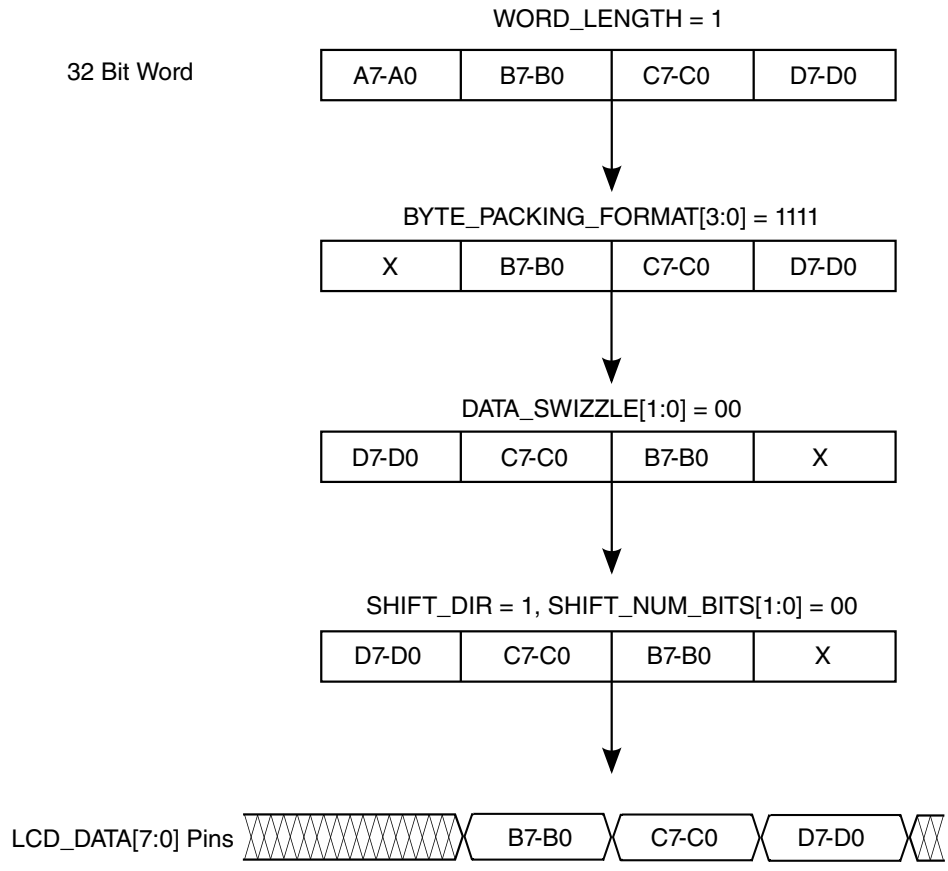 WORD_LENGTH = 1
32 Bit Word
A7-A0 B7-B0 C7-C0 D7-D0
BYTE_PACKING_FORMAT[3:0] = 1111
X B7-B0 C7-C0 D7-D0
DATA_SWIZZLE[1:0] = 00
D7-D0 C7-C0 B7-B0 X
SHIFT_DIR = 1, SHIFT_NUM_BITS[1:0] = 00
D7-D0 C7-C0 B7-B0 X
LCD_DATA[7:0] Pins B7-B0 C7-C0 D7-D0